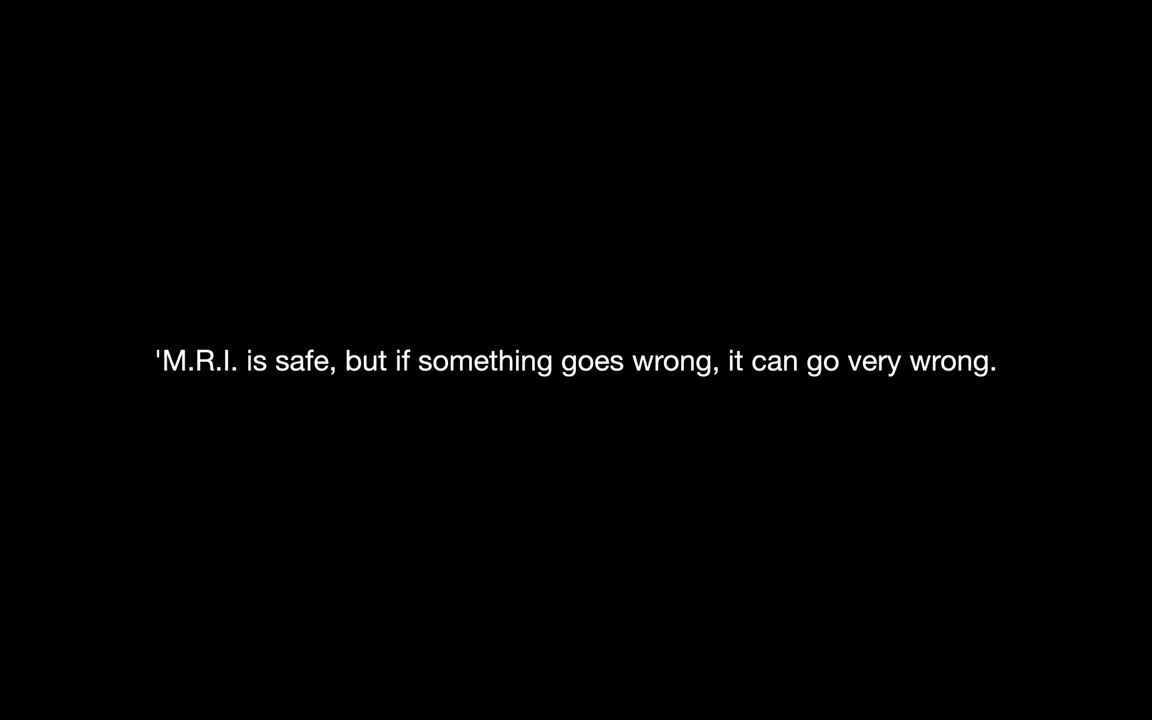 'M.R.I. is safe, but if something goes wrong, it can go very wrong.